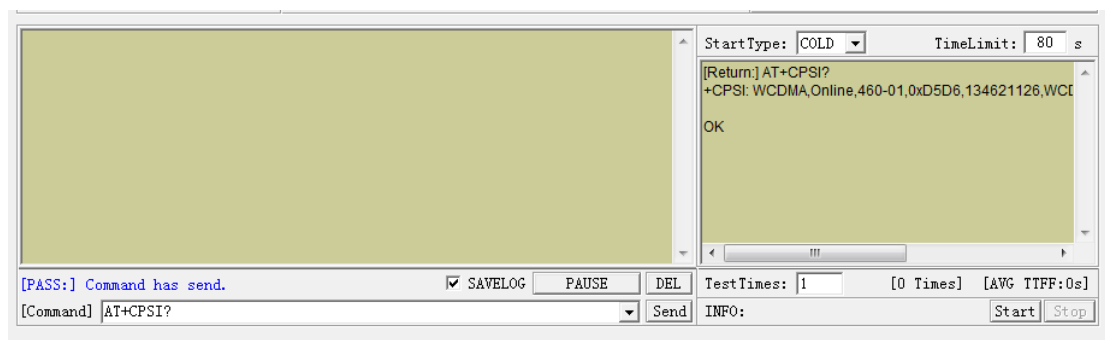 StartType: COLD TimeLimit: 80 s
[Return:] AT+CPSI?
+CPSI: WCDMA,Online,460-01,0xD5D6,134621126,WCD
OK
[PASS:] Command has send. SAVELOG PAUSE DEL TestTimes: 1 [0 Times] [AVG TTFF:0s]
[Command] AT+CPSI? Send INFO: Start Stop